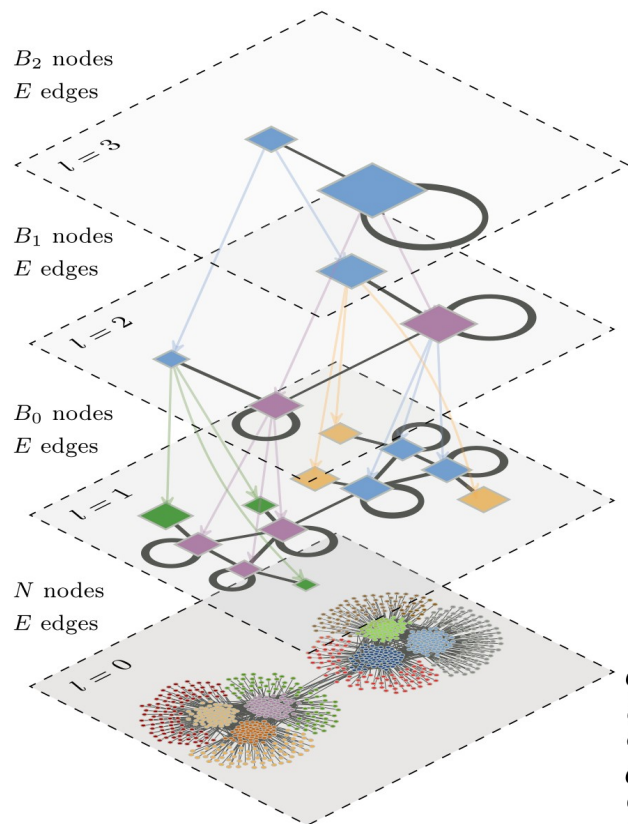 B₂ nodes
E edges
l = 3
B₁ nodes
E edges
l = 2
B₀ nodes
E edges
l = 1
N nodes
E edges
l = 0